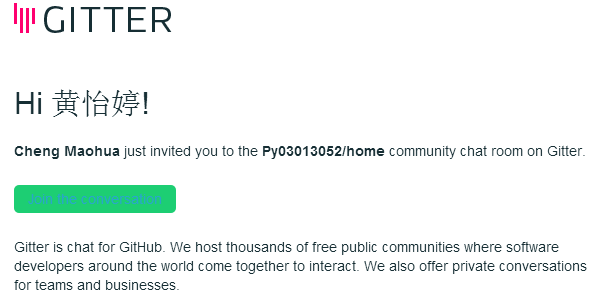 GITTER
Hi 黄怡婷!
Cheng Maohua just invited you to the Py03013052/home community chat room on Gitter.
Join the conversation
Gitter is chat for GitHub. We host thousands of free public communities where software
developers around the world come together to interact. We also offer private conversations
for teams and businesses.